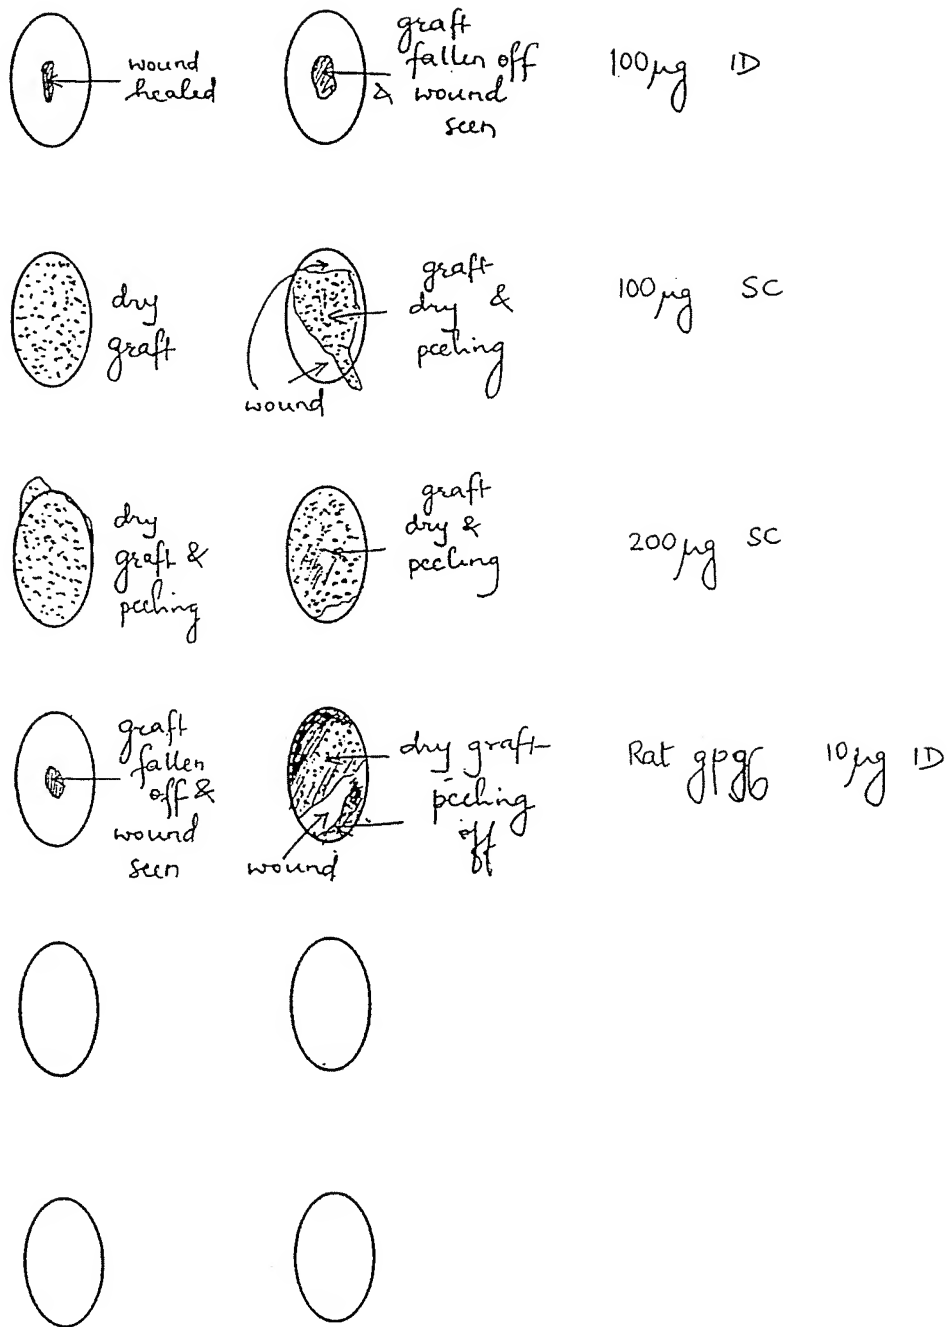 wound
healed
graft
fallen off
& wound
seen
100µg ID
dry
graft
graft
dry &
peeling
wound
100µg SC
dry
graft &
peeling
graft
dry &
peeling
200µg SC
graft
fallen
off &
wound
seen
dry graft
peeling
off
wound
Rat gpg6 10µg ID